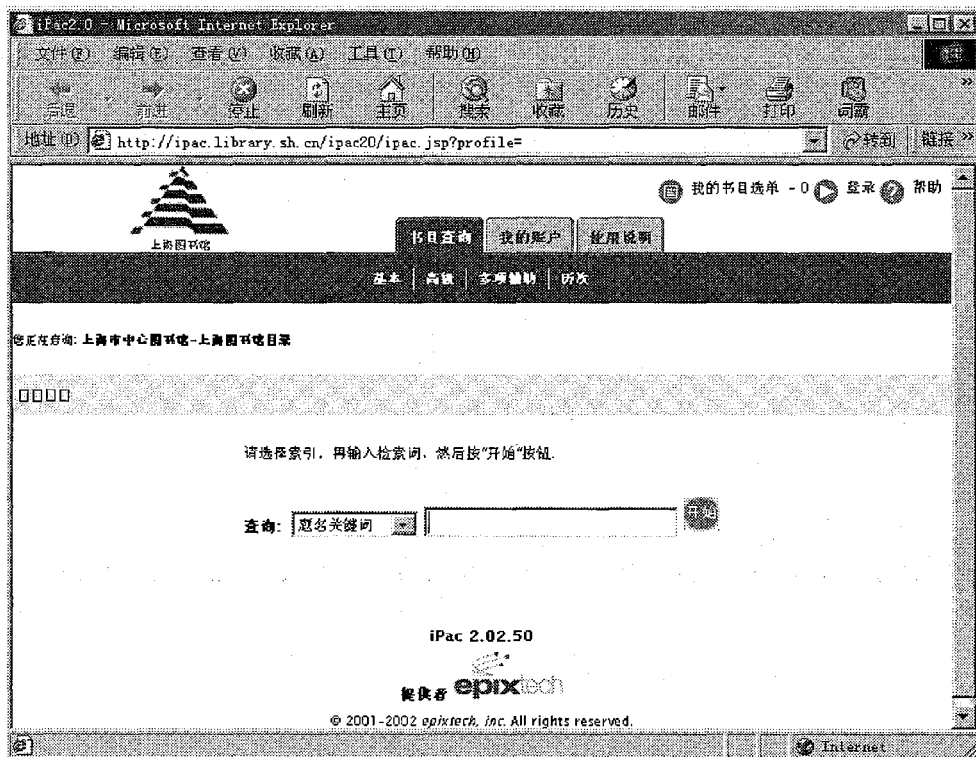 iPac2.0 - Microsoft Internet Explorer
文件(F) 编辑(E) 查看(V) 收藏(A) 工具(T) 帮助(H)
后退 前进 停止 刷新 主页 搜索 收藏 历史 邮件 打印 词霸 »
地址(D) http://ipac.library.sh.cn/ipac20/ipac.jsp?profile= 转到 链接 »
我的书目选单 - 0 登录 帮助
上海图书馆
书目查询 我的账户 使用说明
基本 高级 多项辅助 历次
您正在查询: 上海市中心图书馆-上海图书馆目录
请选择索引, 再输入检索词, 然后按"开始"按钮.
查询: 题名关键词 开始
iPac 2.02.50
提供者 epixtech
© 2001-2002 epixtech, inc. All rights reserved.
Internet